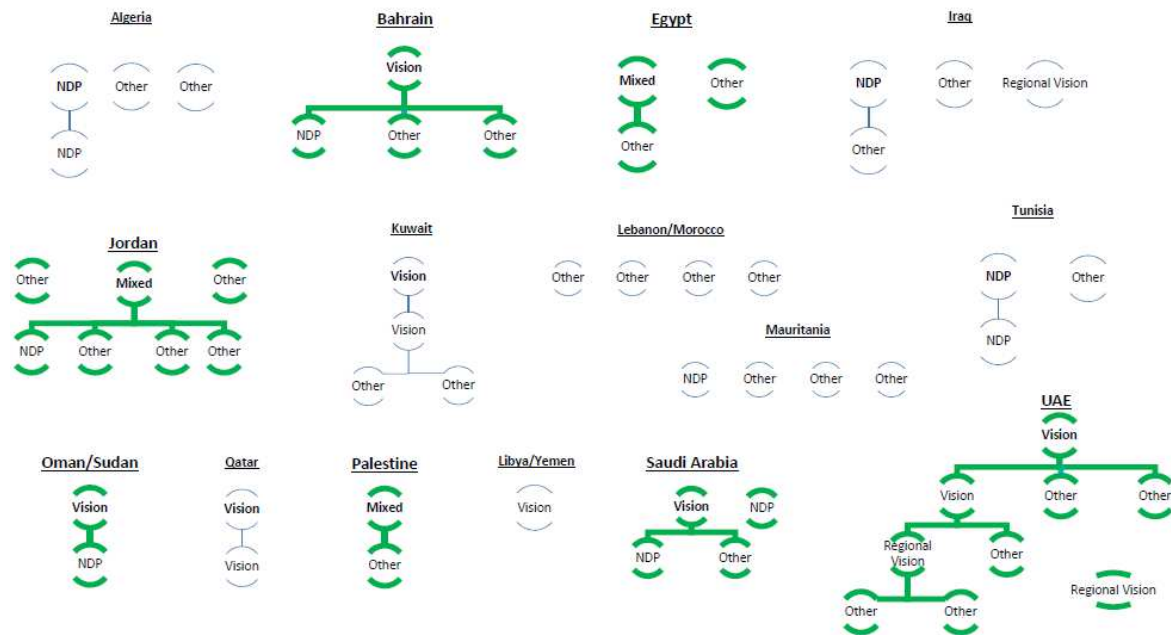 Algeria
NDP
Other
Other
NDP
Bahrain
Vision
NDP
Other
Other
Egypt
Mixed
Other
Other
Iraq
NDP
Other
Regional Vision
Other
Jordan
Other
Mixed
Other
NDP
Other
Other
Other
Kuwait
Vision
Vision
Other
Other
Lebanon/Morocco
Other
Other
Other
Other
Mauritania
NDP
Other
Other
Other
Tunisia
NDP
Other
NDP
Oman/Sudan
Vision
NDP
Qatar
Vision
Vision
Palestine
Mixed
Other
Libya/Yemen
Vision
Saudi Arabia
Vision
NDP
NDP
Other
UAE
Vision
Vision
Other
Other
Regional
Vision
Other
Other
Other
Regional Vision